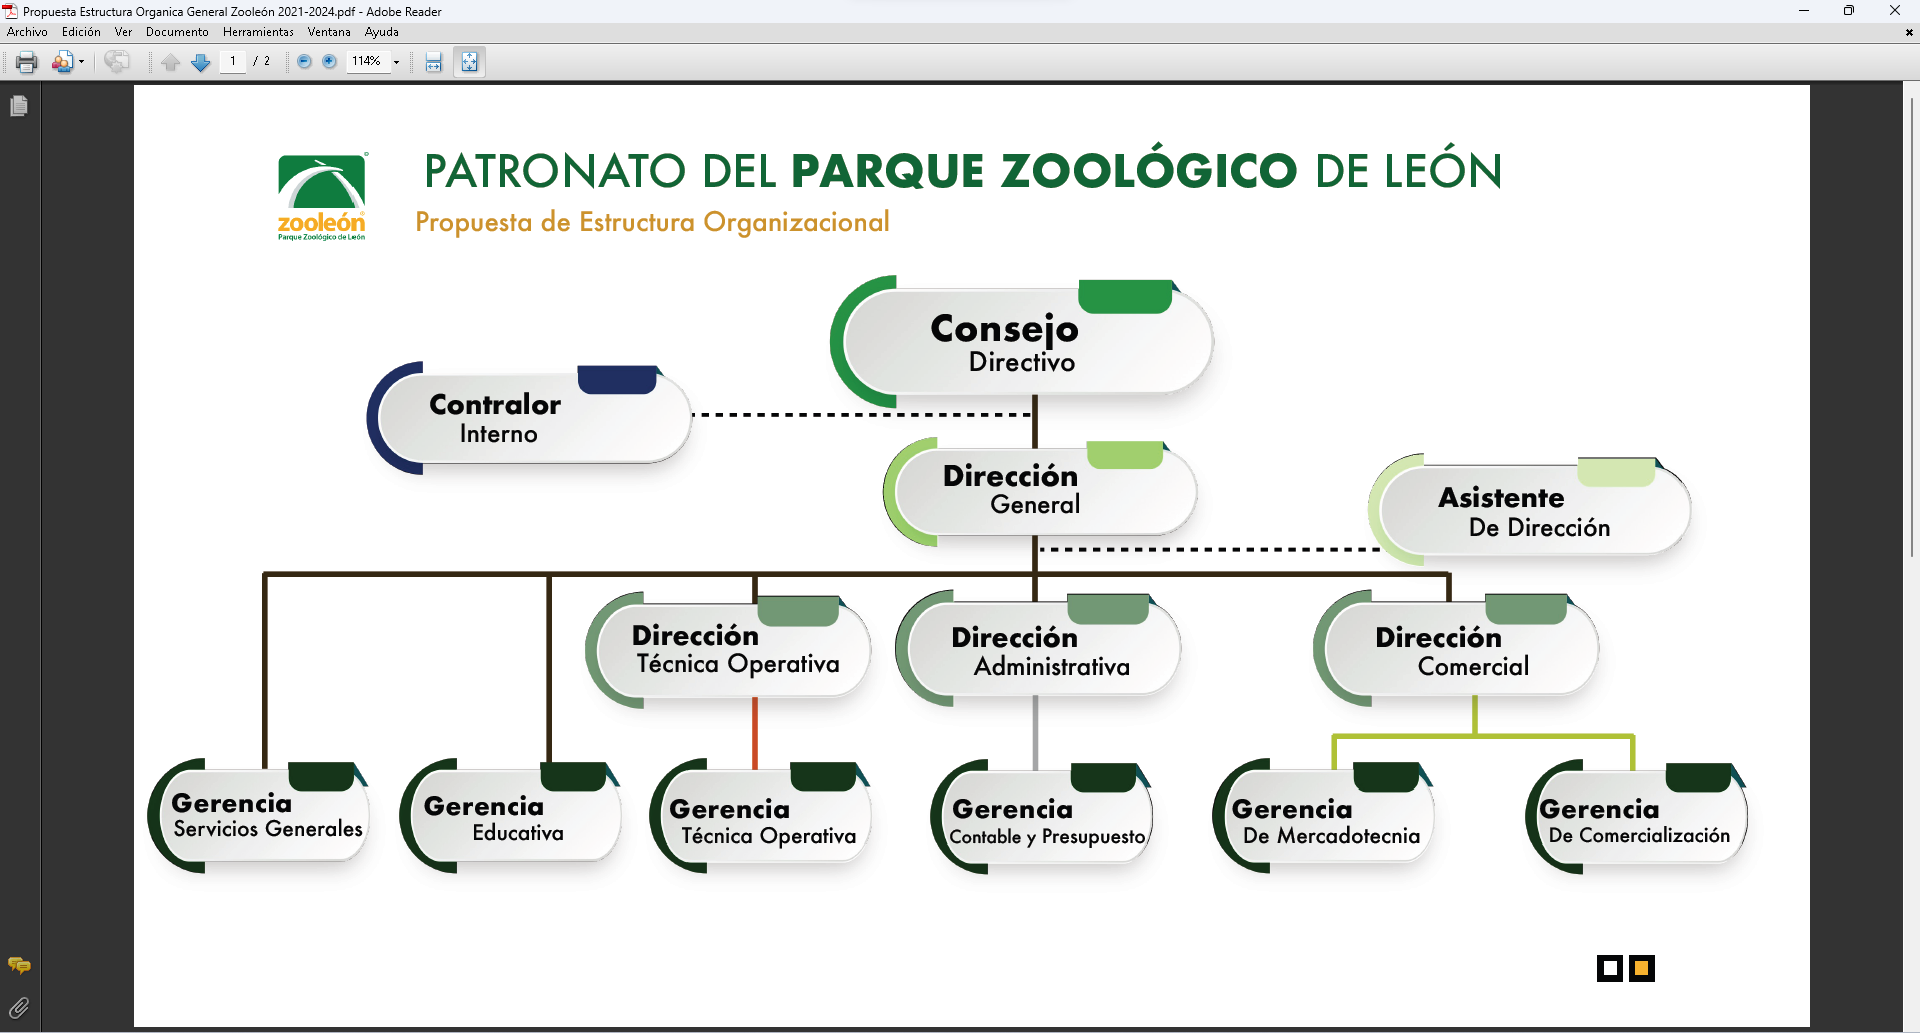 Propuesta Estructura Organica General Zooleón 2021-2024.pdf - Adobe Reader
Archivo Edición Ver Documento Herramientas Ventana Ayuda
1 / 2 114%
PATRONATO DEL PARQUE ZOOLÓGICO DE LEÓN
Propuesta de Estructura Organizacional
zooleón
Parque Zoológico de León
Consejo
Directivo
Contralor
Interno
Dirección
General
Asistente
De Dirección
Dirección
Técnica Operativa
Dirección
Administrativa
Dirección
Comercial
Gerencia
Servicios Generales
Gerencia
Educativa
Gerencia
Técnica Operativa
Gerencia
Contable y Presupuesto
Gerencia
De Mercadotecnia
Gerencia
De Comercialización